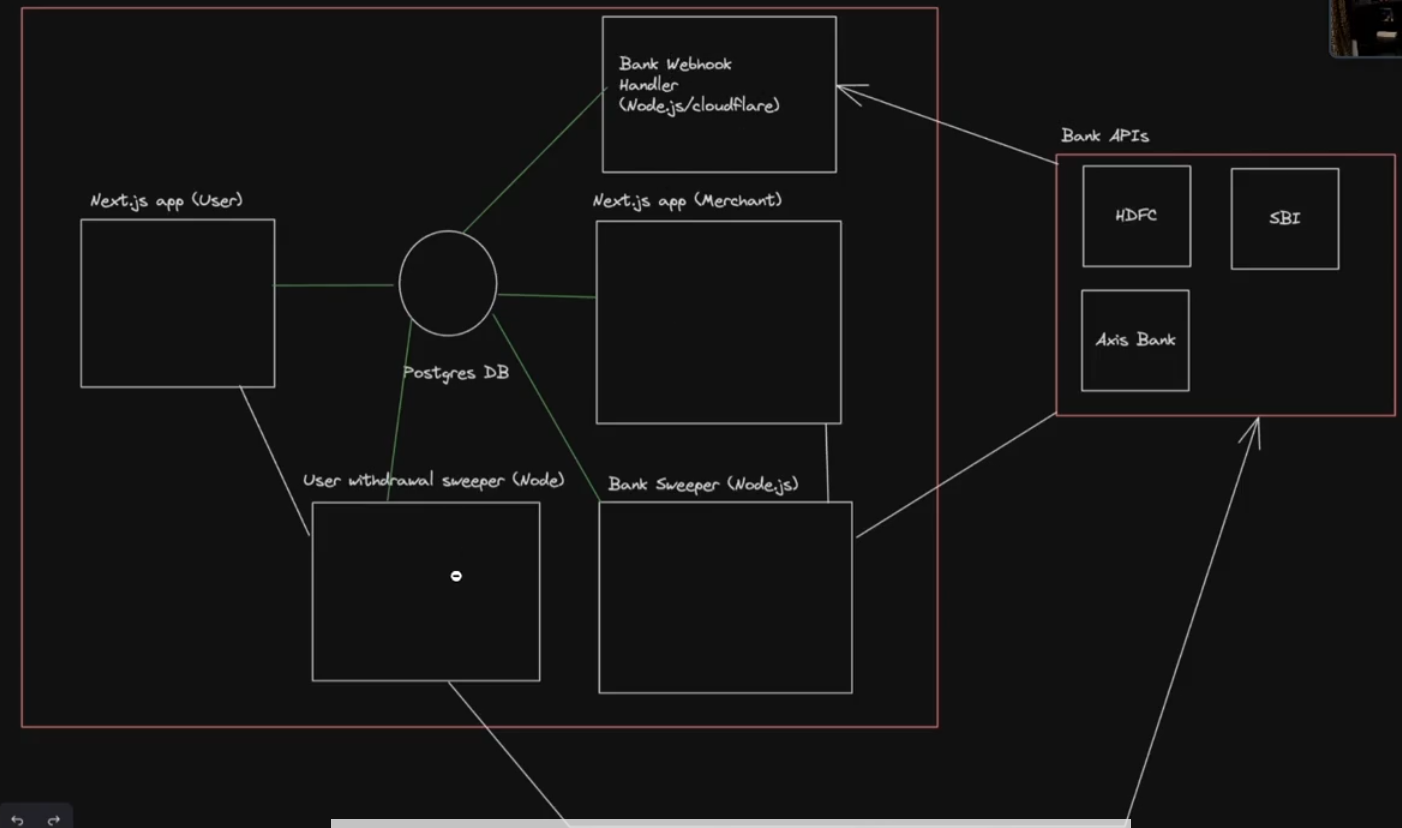 Bank Webhook
Handler
(Node.js/cloudflare)
Bank APIs
HDFC
SBI
Axis Bank
Next.js app (User)
Next.js app (Merchant)
Postgres DB
User withdrawal sweeper (Node)
Bank Sweeper (Node.js)